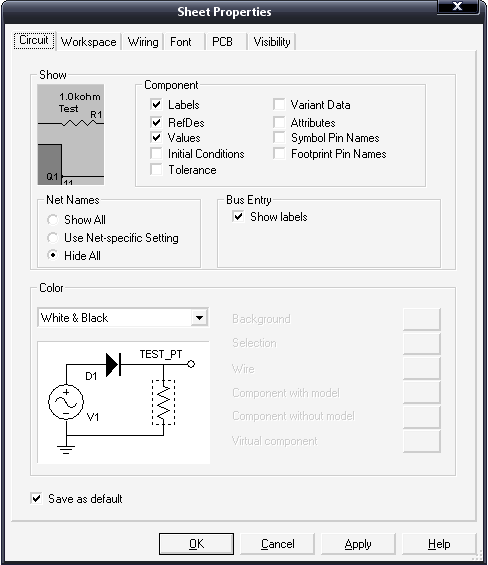 Sheet Properties
X
Circuit Workspace Wiring Font PCB Visibility
Show
1.0kohm
Test
R1
Q1
11
Component
Labels
RefDes
Values
Initial Conditions
Tolerance
Variant Data
Attributes
Symbol Pin Names
Footprint Pin Names
Net Names
Show All
Use Net-specific Setting
Hide All
Bus Entry
Show labels
Color
White & Black
TEST_PT
D1
V1
Background
Selection
Wire
Component with model
Component without model
Virtual component
Save as default
OK Cancel Apply Help